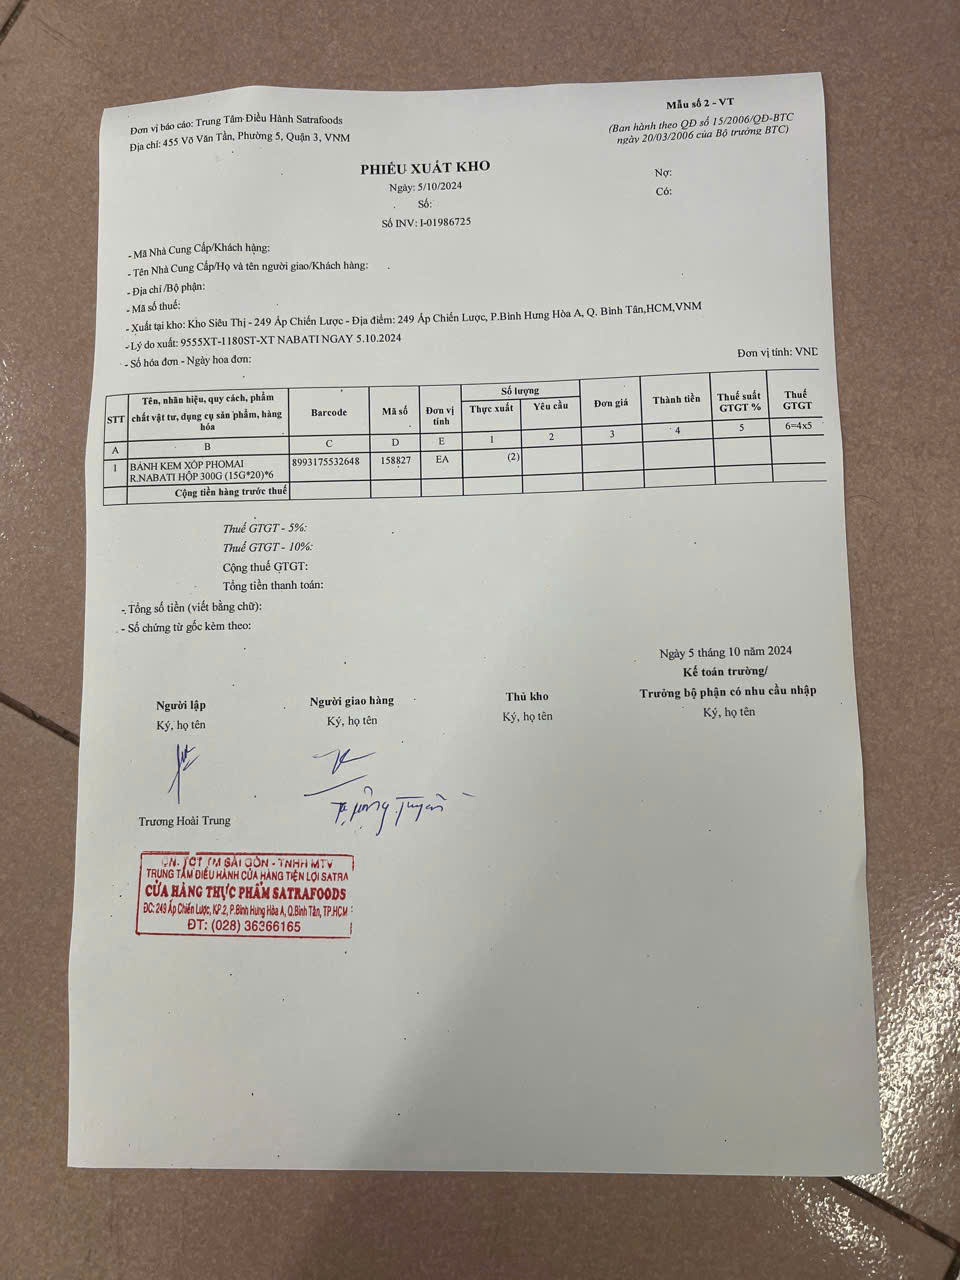 Đơn vị báo cáo: Trung Tâm Điều Hành Satrafoods
Địa chỉ: 455 Võ Văn Tần, Phường 5, Quận 3, VNM
Mẫu số 2 - VT
(Ban hành theo QĐ số 15/2006/QĐ-BTC
ngày 20/03/2006 của Bộ trưởng BTC)
PHIẾU XUẤT KHO
Ngày: 5/10/2024
Số:
Số INV: I-01986725
Nợ:
Có:
- Mã Nhà Cung Cấp/Khách hàng:
- Tên Nhà Cung Cấp/Họ và tên người giao/Khách hàng:
- Địa chỉ /Bộ phận:
- Mã số thuế:
- Xuất tại kho: Kho Siêu Thị - 249 Ấp Chiến Lược - Địa điểm: 249 Ấp Chiến Lược, P.Bình Hưng Hòa A, Q. Bình Tân,HCM,VNM
- Lý do xuất: 9555XT-1180ST-XT NABATI NGAY 5.10.2024
- Số hóa đơn - Ngày hoa đơn:
Đơn vị tính: VND
STT Tên, nhãn hiệu, quy cách, phẩm chất vật tư, dụng cụ sản phẩm, hàng hóa Barcode Mã số Đơn vị tính Số lượng Thực xuất Yêu cầu Đơn giá Thành tiền Thuế suất GTGT % Thuế GTGT
A B C D E 1 2 3 4 5 6=4x5
1 BÁNH KEM XỐP PHOMAI R.NABATI HỘP 300G (15G*20)*6 8993175532648 158827 EA (2)
Cộng tiền hàng trước thuế
Thuế GTGT - 5%:
Thuế GTGT - 10%:
Cộng thuế GTGT:
Tổng tiền thanh toán:
- Tổng số tiền (viết bằng chữ):
- Số chứng từ gốc kèm theo:
Ngày 5 tháng 10 năm 2024
Người lập Người giao hàng Thủ kho Kế toán trưởng/
Trưởng bộ phận có nhu cầu nhập
Ký, họ tên Ký, họ tên Ký, họ tên Ký, họ tên
Trương Hoài Trung
CN. TCT TM SÀI GÒN - TNHH MTV
TRUNG TÂM ĐIỀU HÀNH CỬA HÀNG TIỆN LỢI SATRA
CỬA HÀNG THỰC PHẨM SATRAFOODS
ĐC: 249 Ấp Chiến Lược, KP.2, P.Bình Hưng Hòa A, Q.Bình Tân, TP.HCM
ĐT: (028) 36366165